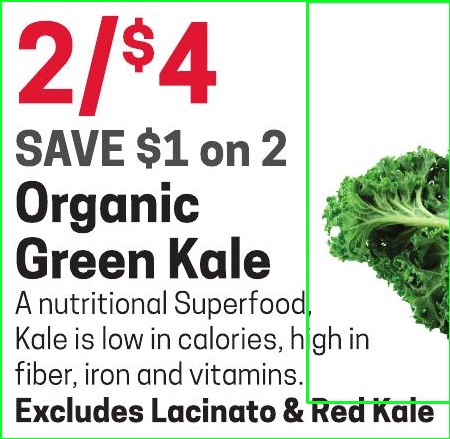 2/$4
SAVE $1 on 2
Organic
Green Kale
A nutritional Superfood,
Kale is low in calories, high in
fiber, iron and vitamins.
Excludes Lacinato & Red Kale